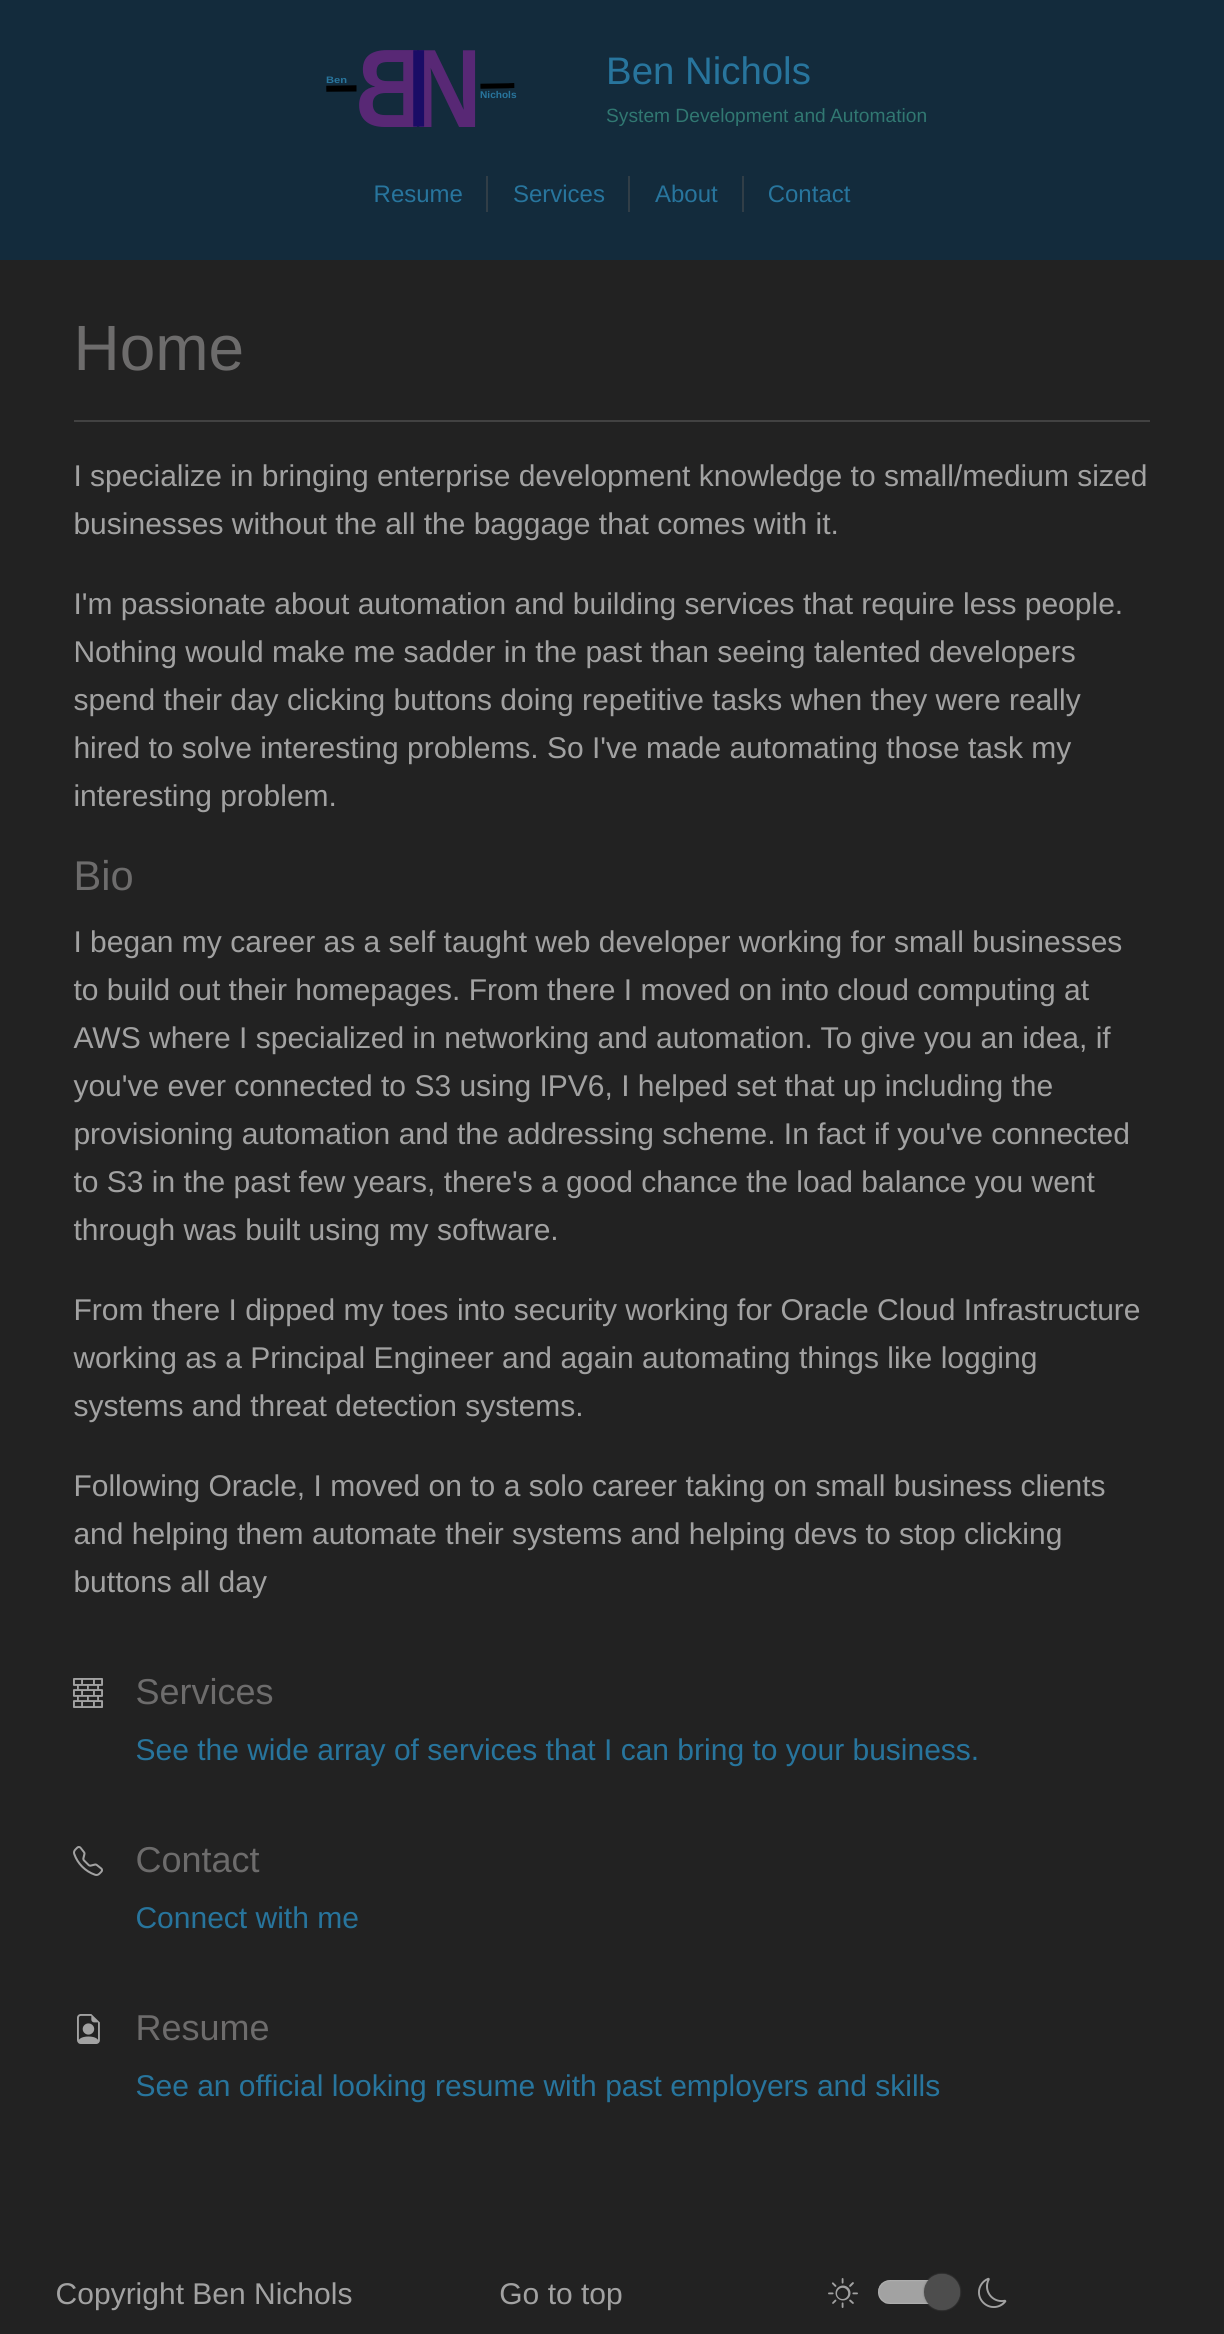 Ben
BN
Nichols
Ben Nichols
System Development and Automation
Resume
Services
About
Contact
Home
I specialize in bringing enterprise development knowledge to small/medium sized
businesses without the all the baggage that comes with it.
I'm passionate about automation and building services that require less people.
Nothing would make me sadder in the past than seeing talented developers
spend their day clicking buttons doing repetitive tasks when they were really
hired to solve interesting problems. So I've made automating those task my
interesting problem.
Bio
I began my career as a self taught web developer working for small businesses
to build out their homepages. From there I moved on into cloud computing at
AWS where I specialized in networking and automation. To give you an idea, if
you've ever connected to S3 using IPV6, I helped set that up including the
provisioning automation and the addressing scheme. In fact if you've connected
to S3 in the past few years, there's a good chance the load balance you went
through was built using my software.
From there I dipped my toes into security working for Oracle Cloud Infrastructure
working as a Principal Engineer and again automating things like logging
systems and threat detection systems.
Following Oracle, I moved on to a solo career taking on small business clients
and helping them automate their systems and helping devs to stop clicking
buttons all day
Services
See the wide array of services that I can bring to your business.
Contact
Connect with me
Resume
See an official looking resume with past employers and skills
Copyright Ben Nichols
Go to top